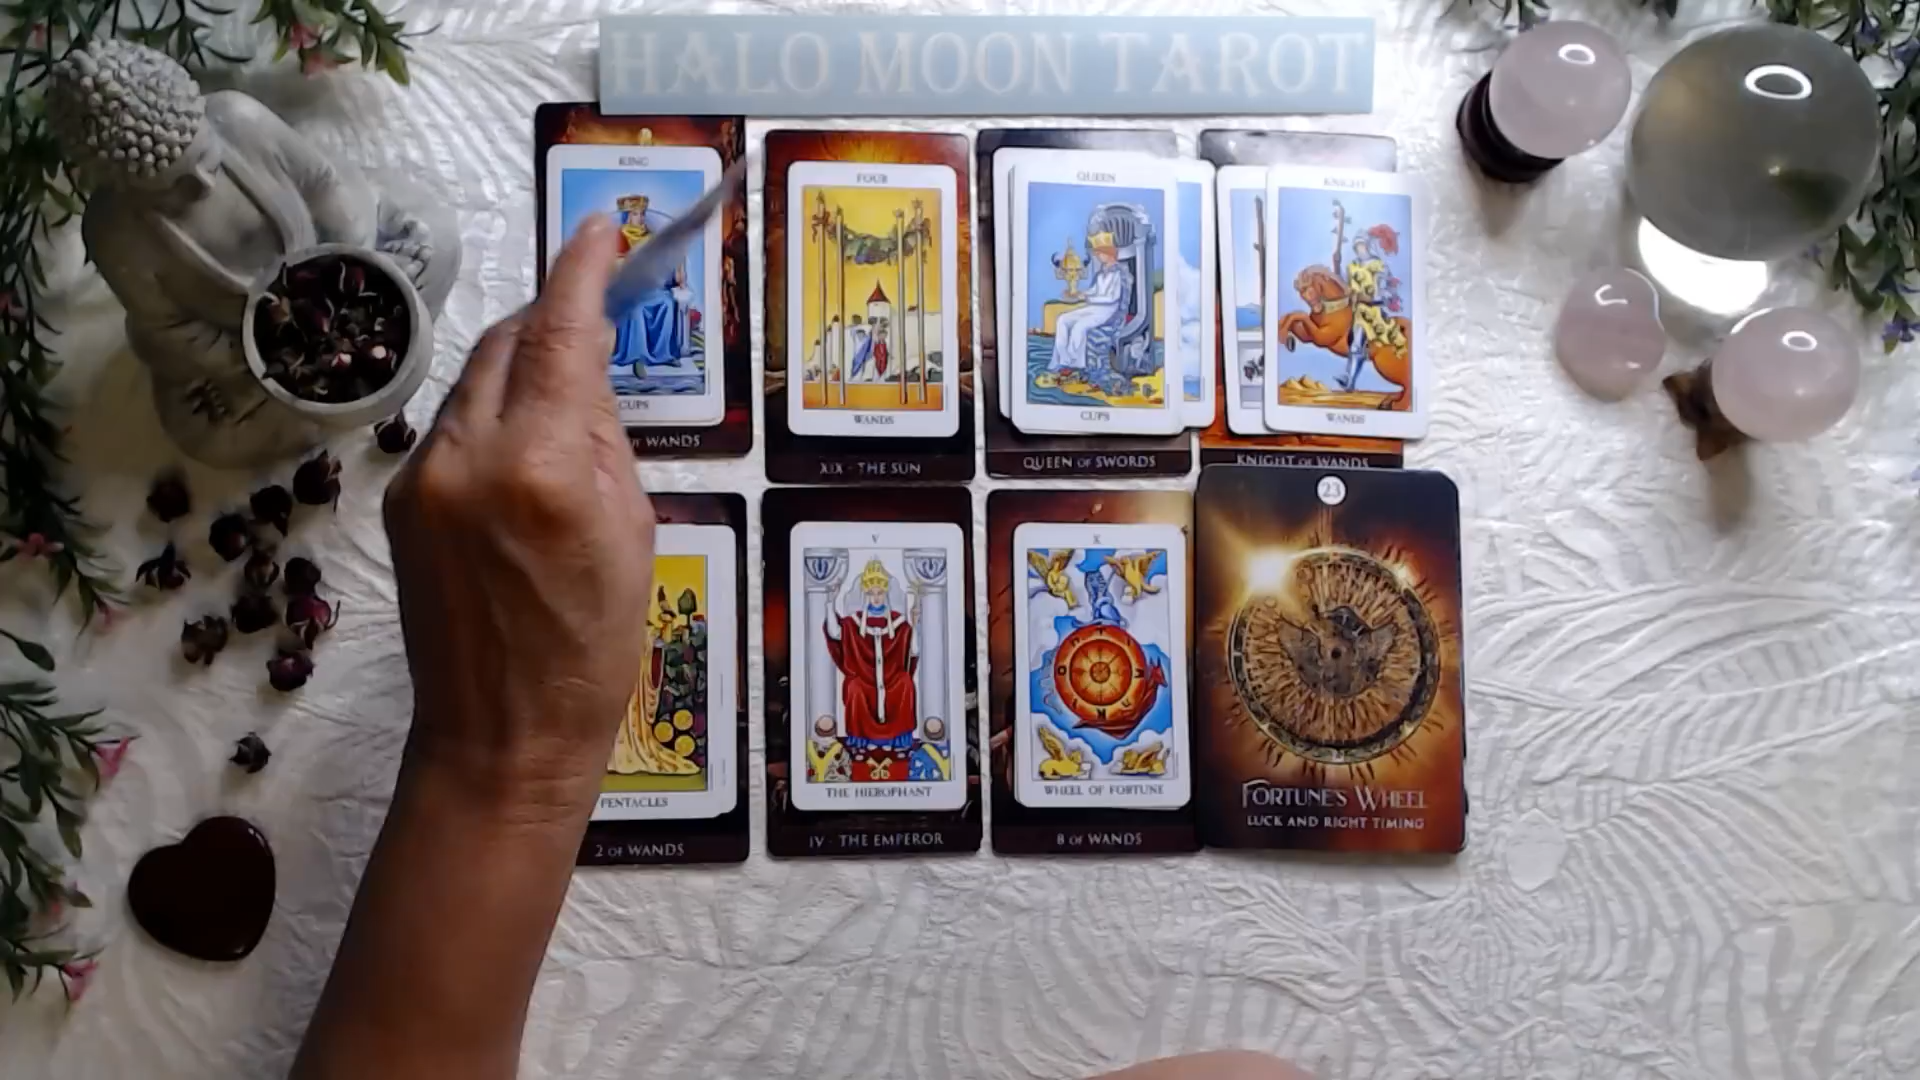 HALO MOON TAROT
KING
CUPS
OF WANDS
FOUR
WANDS
XIX · THE SUN
QUEEN
CUPS
QUEEN OF SWORDS
KNIGHT
WANDS
KNIGHT OF WANDS
PENTACLES
2 OF WANDS
V
THE HIEROPHANT
IV · THE EMPEROR
X
WHEEL OF FORTUNE
8 OF WANDS
23
FORTUNE'S WHEEL
LUCK AND RIGHT TIMING